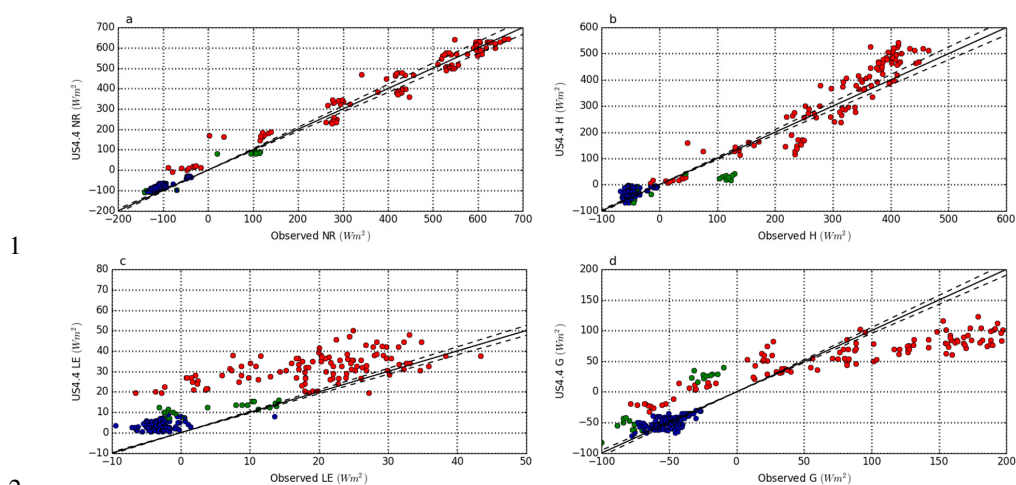 a
b
700
600
500
400
300
200
100
0
−100
−200
US4.4 NR (Wm²)
−200 −100 0 100 200 300 400 500 600 700
Observed NR (Wm²)
600
500
400
300
200
100
0
−100
US4.4 H (Wm²)
−100 0 100 200 300 400 500 600
Observed H (Wm²)
1
c
d
80
70
60
50
40
30
20
10
0
−10
US4.4 LE (Wm²)
−10 0 10 20 30 40 50
Observed LE (Wm²)
200
150
100
50
0
−50
−100
US4.4 G (Wm²)
−100 −50 0 50 100 150 200
Observed G (Wm²)